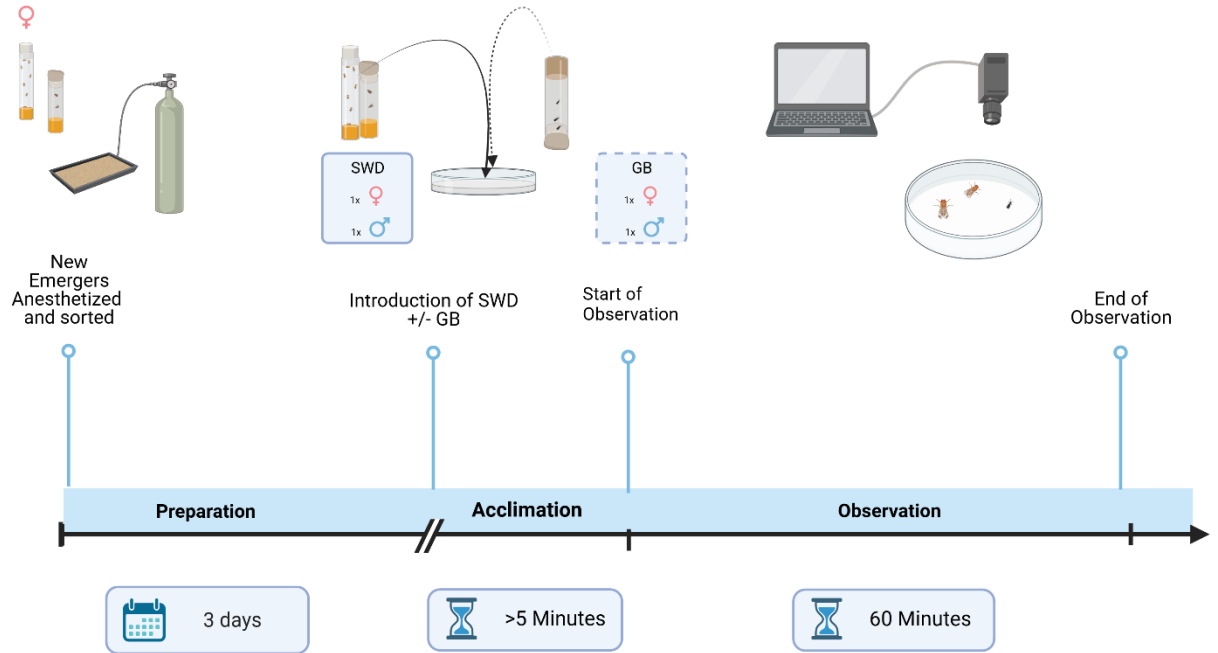 SWD
1x
1x
GB
1x
1x
New
Emergers
Anesthetized
and sorted
Introduction of SWD
+/- GB
Start of
Observation
End of
Observation
Preparation
Acclimation
Observation
3 days
>5 Minutes
60 Minutes